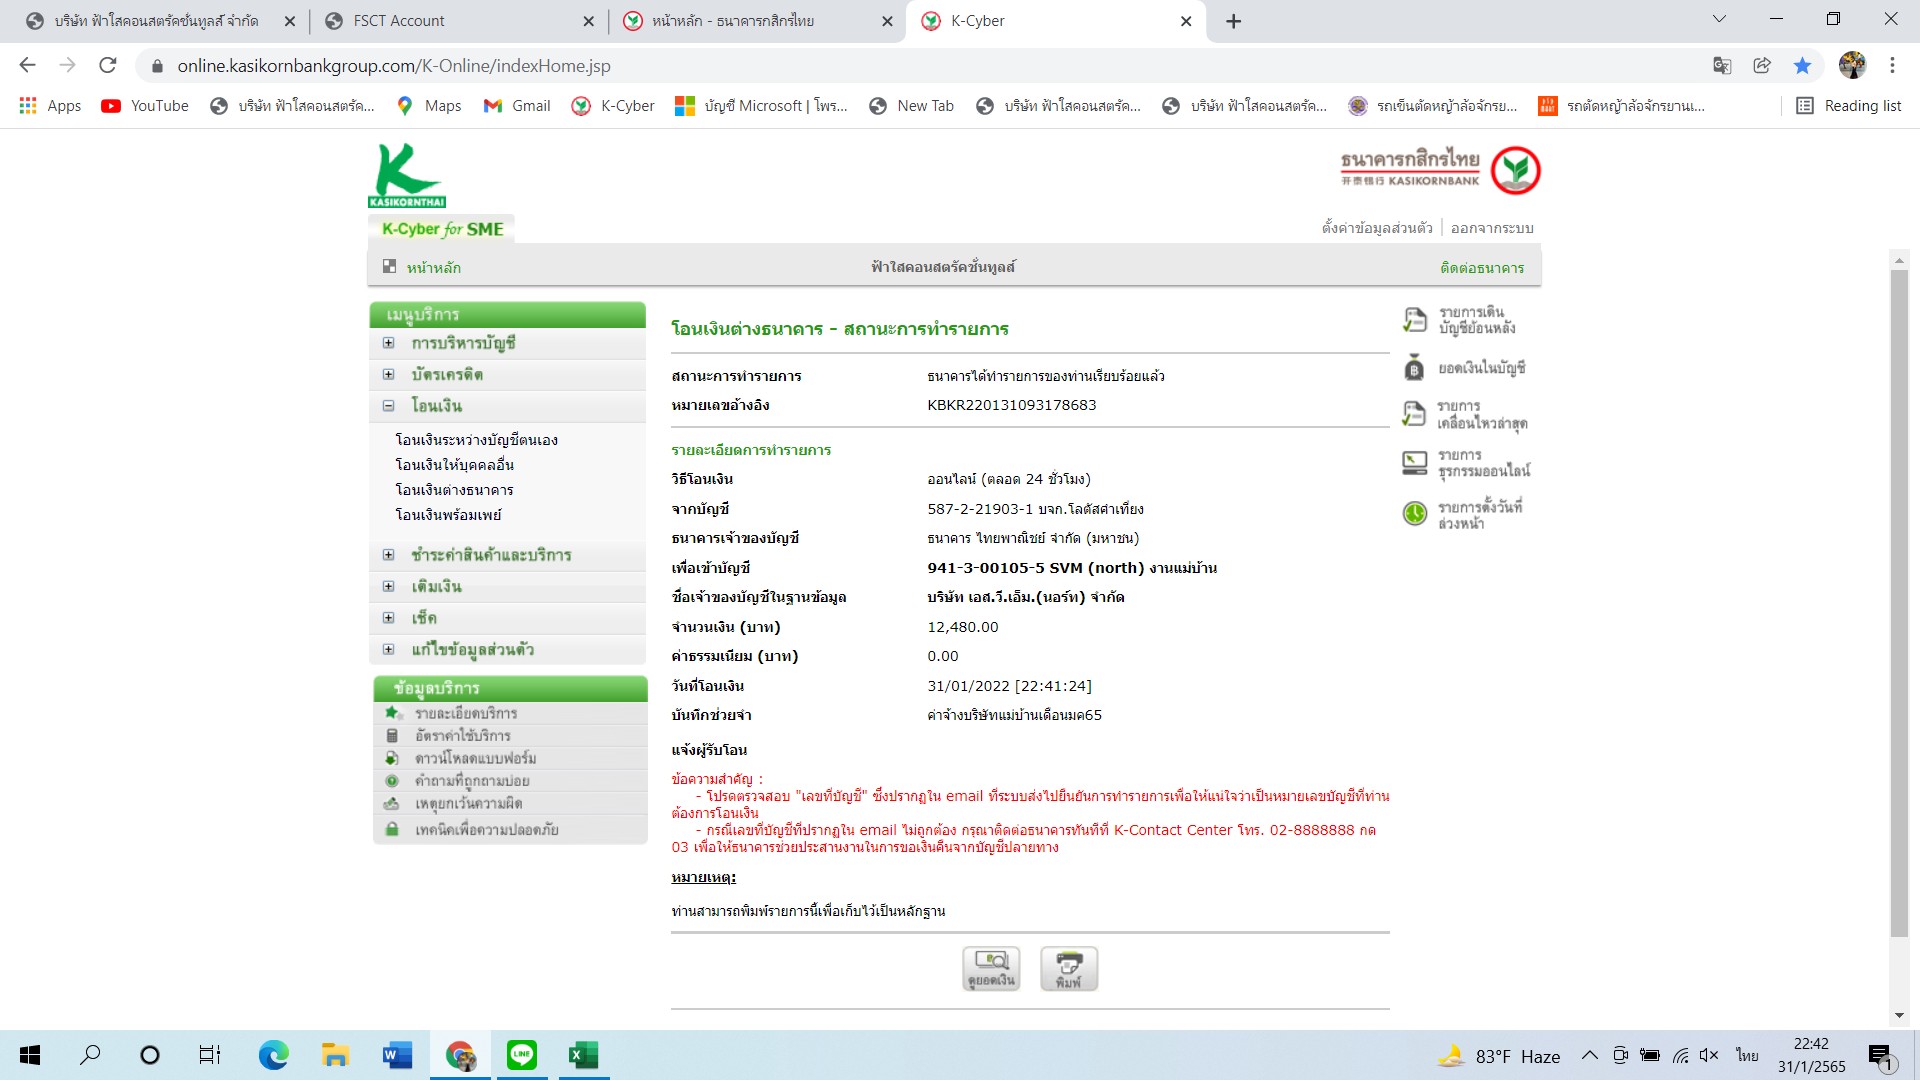 บริษัท ฟ้าใสคอนสตรัคชั่นทูลส์ จำกัด
FSCT Account
หน้าหลัก - ธนาคารกสิกรไทย
K-Cyber
online.kasikornbankgroup.com/K-Online/indexHome.jsp
Apps
YouTube
บริษัท ฟ้าใสคอนสตรัค...
Maps
Gmail
K-Cyber
บัญชี Microsoft | โพร...
New Tab
บริษัท ฟ้าใสคอนสตรัค...
บริษัท ฟ้าใสคอนสตรัค...
รถเข็นตัดหญ้าล้อจักรย...
รถตัดหญ้าล้อจักรยานเ...
Reading list
KASIKORNTHAI
ธนาคารกสิกรไทย
开泰银行 KASIKORNBANK
K-Cyber for SME
ตั้งค่าข้อมูลส่วนตัว
ออกจากระบบ
หน้าหลัก
ฟ้าใสคอนสตรัคชั่นทูลส์
ติดต่อธนาคาร
เมนูบริการ
การบริหารบัญชี
บัตรเครดิต
โอนเงิน
โอนเงินระหว่างบัญชีตนเอง
โอนเงินให้บุคคลอื่น
โอนเงินต่างธนาคาร
โอนเงินพร้อมเพย์
ชำระค่าสินค้าและบริการ
เติมเงิน
เช็ค
แก้ไขข้อมูลส่วนตัว
ข้อมูลบริการ
รายละเอียดบริการ
อัตราค่าใช้บริการ
ดาวน์โหลดแบบฟอร์ม
คำถามที่ถูกถามบ่อย
เหตุยกเว้นความผิด
เทคนิคเพื่อความปลอดภัย
โอนเงินต่างธนาคาร - สถานะการทำรายการ
สถานะการทำรายการ ธนาคารได้ทำรายการของท่านเรียบร้อยแล้ว
หมายเลขอ้างอิง KBKR220131093178683
รายละเอียดการทำรายการ
วิธีโอนเงิน ออนไลน์ (ตลอด 24 ชั่วโมง)
จากบัญชี 587-2-21903-1 บจก.โลตัสคำเที่ยง
ธนาคารเจ้าของบัญชี ธนาคาร ไทยพาณิชย์ จำกัด (มหาชน)
เพื่อเข้าบัญชี 941-3-00105-5 SVM (north) งานแม่บ้าน
ชื่อเจ้าของบัญชีในฐานข้อมูล บริษัท เอส.วี.เอ็ม.(นอร์ท) จำกัด
จำนวนเงิน (บาท) 12,480.00
ค่าธรรมเนียม (บาท) 0.00
วันที่โอนเงิน 31/01/2022 [22:41:24]
บันทึกช่วยจำ ค่าจ้างบริษัทแม่บ้านเดือนมค65
แจ้งผู้รับโอน
ข้อความสำคัญ :
- โปรดตรวจสอบ "เลขที่บัญชี" ซึ่งปรากฏใน email ที่ระบบส่งไปยืนยันการทำรายการเพื่อให้แน่ใจว่าเป็นหมายเลขบัญชีที่ท่าน
ต้องการโอนเงิน
- กรณีเลขที่บัญชีที่ปรากฏใน email ไม่ถูกต้อง กรุณาติดต่อธนาคารทันทีที่ K-Contact Center โทร. 02-8888888 กด
03 เพื่อให้ธนาคารช่วยประสานงานในการขอเงินคืนจากบัญชีปลายทาง
หมายเหตุ:
ท่านสามารถพิมพ์รายการนี้เพื่อเก็บไว้เป็นหลักฐาน
ดูยอดเงิน
พิมพ์
รายการเดิน
บัญชีย้อนหลัง
ยอดเงินในบัญชี
รายการ
เคลื่อนไหวล่าสุด
รายการ
ธุรกรรมออนไลน์
รายการตั้งวันที่
ล่วงหน้า
83°F Haze
ไทย
22:42
31/1/2565
1